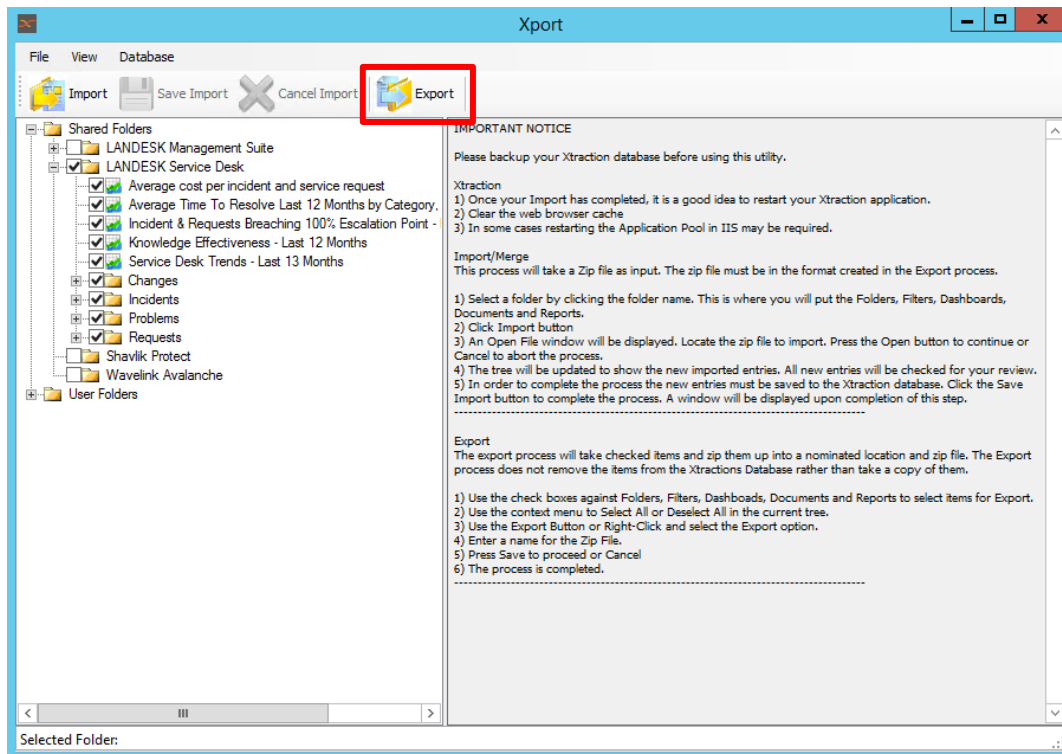 Xport
File View Database
Import Save Import Cancel Import Export
Shared Folders
LANDESK Management Suite
LANDESK Service Desk
Average cost per incident and service request
Average Time To Resolve Last 12 Months by Category,
Incident & Requests Breaching 100% Escalation Point -
Knowledge Effectiveness - Last 12 Months
Service Desk Trends - Last 13 Months
Changes
Incidents
Problems
Requests
Shavlik Protect
Wavelink Avalanche
User Folders
IMPORTANT NOTICE
Please backup your Xtraction database before using this utility.
Xtraction
1) Once your Import has completed, it is a good idea to restart your Xtraction application.
2) Clear the web browser cache
3) In some cases restarting the Application Pool in IIS may be required.
Import/Merge
This process will take a Zip file as input. The zip file must be in the format created in the Export process.
1) Select a folder by clicking the folder name. This is where you will put the Folders, Filters, Dashboards,
Documents and Reports.
2) Click Import button
3) An Open File window will be displayed. Locate the zip file to import. Press the Open button to continue or
Cancel to abort the process.
4) The tree will be updated to show the new imported entries. All new entries will be checked for your review.
5) In order to complete the process the new entries must be saved to the Xtraction database. Click the Save
Import button to complete the process. A window will be displayed upon completion of this step.
----------------------------------------------------------------------------------------
Export
The export process will take checked items and zip them up into a nominated location and zip file. The Export
process does not remove the items from the Xtractions Database rather than take a copy of them.
1) Use the check boxes against Folders, Filters, Dashboads, Documents and Reports to select items for Export.
2) Use the context menu to Select All or Deselect All in the current tree.
3) Use the Export Button or Right-Click and select the Export option.
4) Enter a name for the Zip File.
5) Press Save to proceed or Cancel
6) The process is completed.
----------------------------------------------------------------------------------------
Selected Folder: